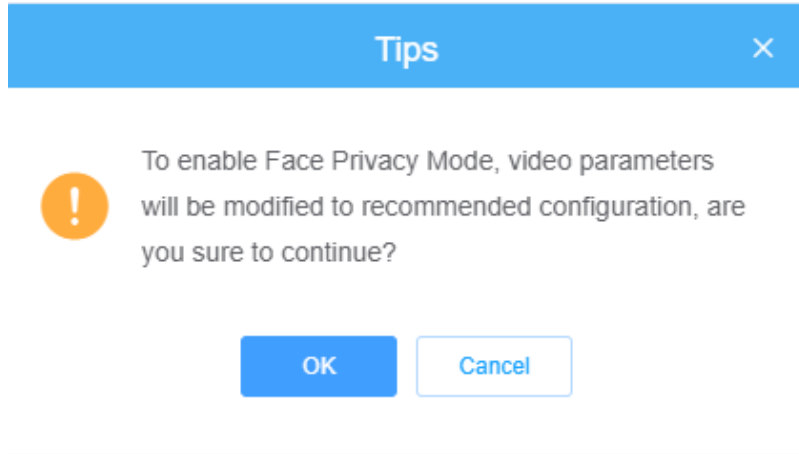 Tips
To enable Face Privacy Mode, video parameters
will be modified to recommended configuration, are
you sure to continue?
OK
Cancel